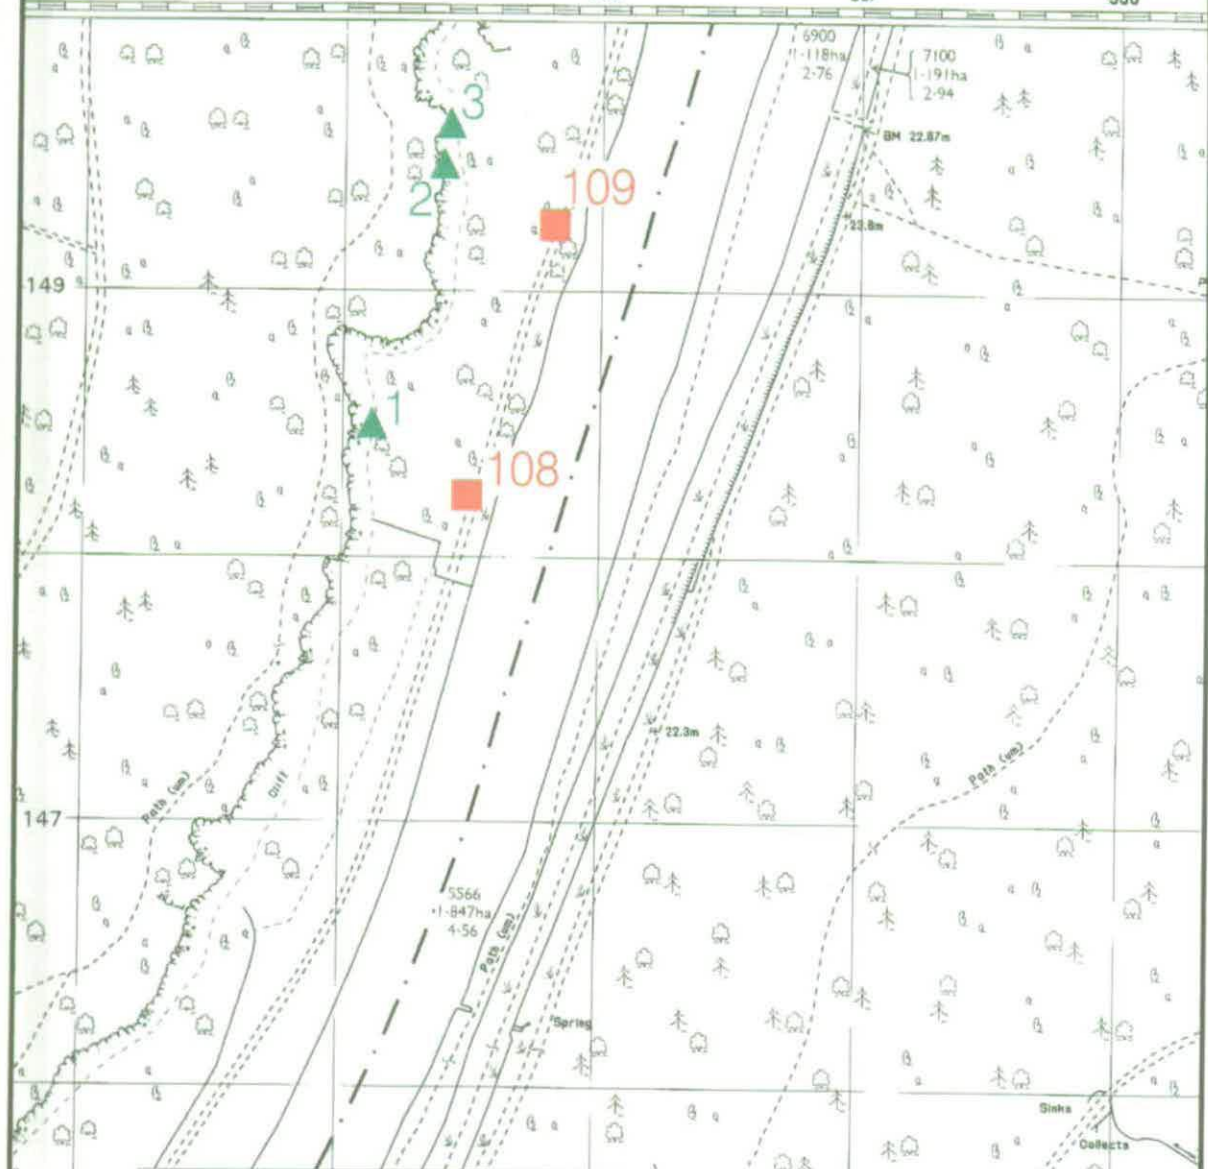 6900
1·118ha
2·76
7100
1·191ha
2·94
3
BM 22.87m
2
109
23.8m
149
1
108
22.3m
Path (um)
Cliff
Path (um)
147
5566
1·847ha
4·56
Path (um)
Spring
Sinks
Collects